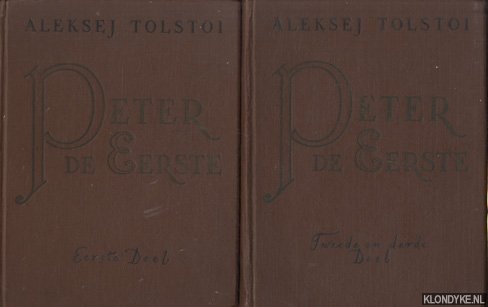 ALEKSEJ TOLSTOI
PETER
DE EERSTE
Eerste Deel
ALEKSEJ TOLSTOI
PETER
DE EERSTE
Tweede en derde
Deel
KLONDYKE.NL